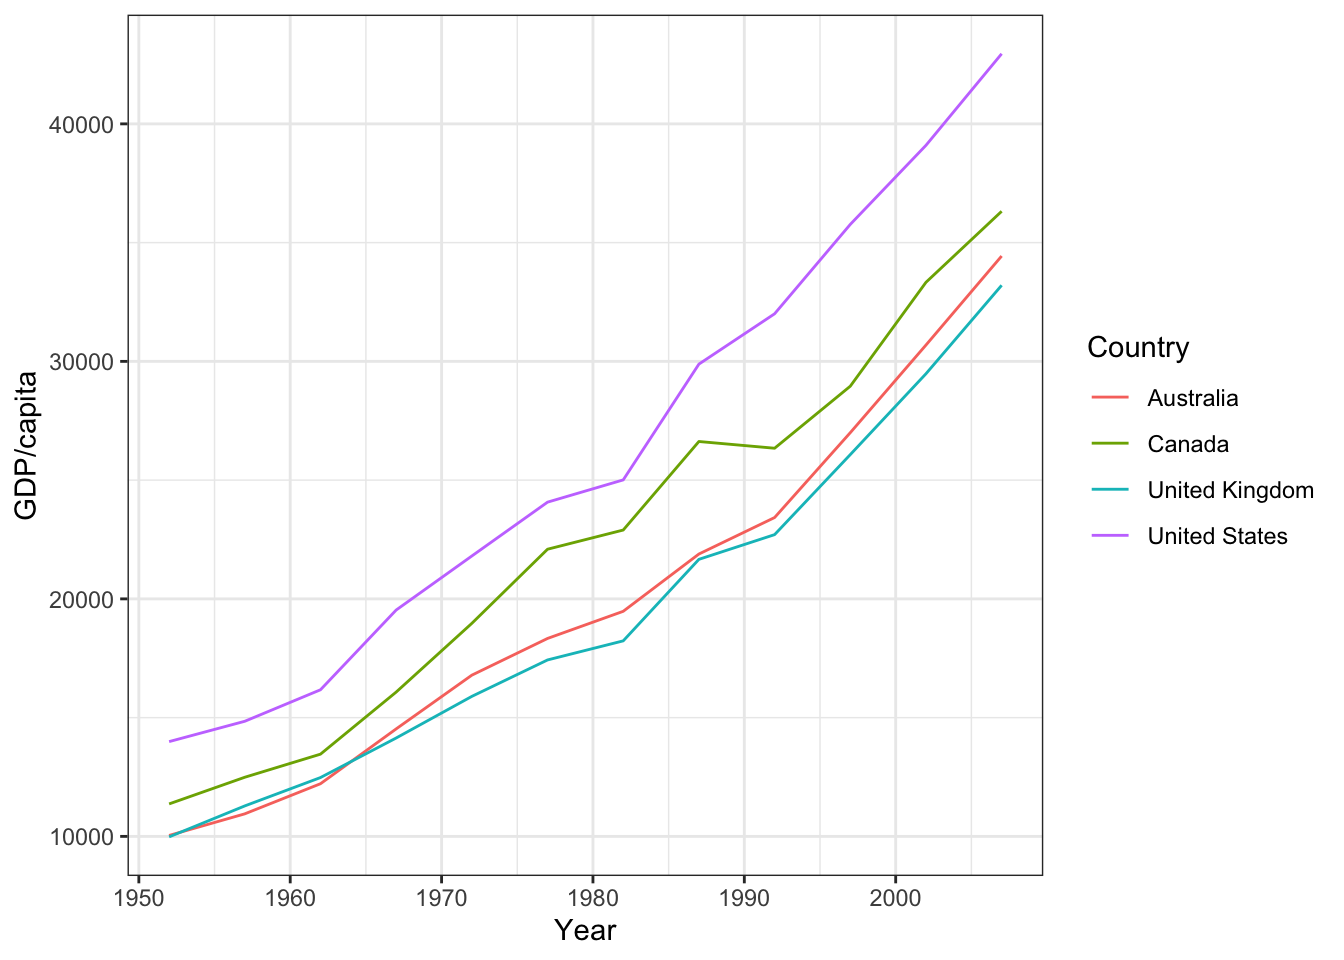 40000
30000
20000
10000
GDP/capita
1950 1960 1970 1980 1990 2000
Year
Country
Australia
Canada
United Kingdom
United States